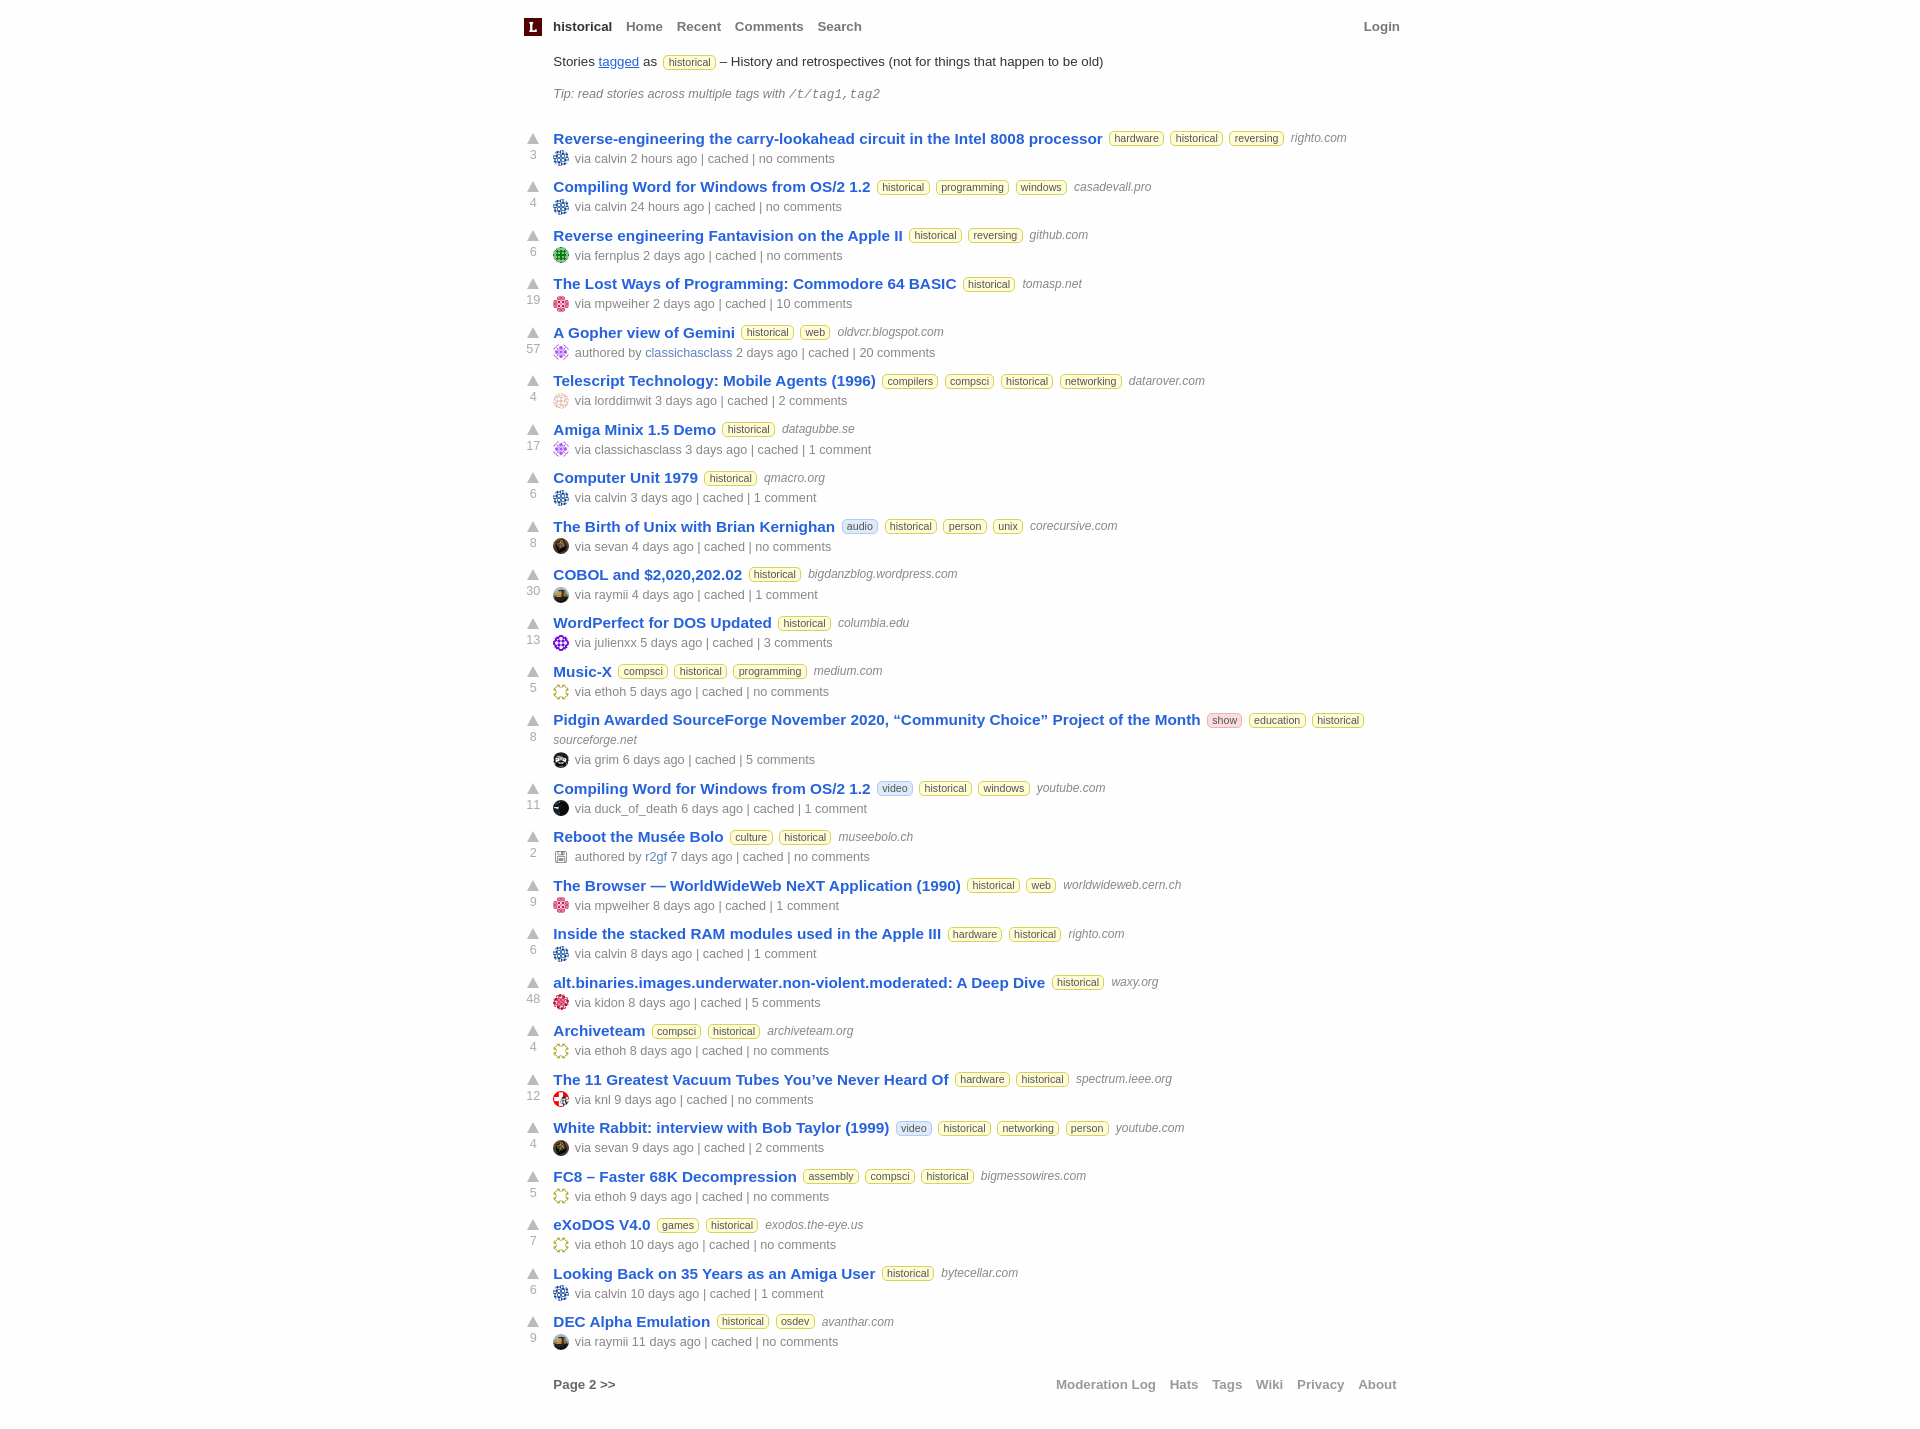 L historical Home Recent Comments Search Login
Stories tagged as historical – History and retrospectives (not for things that happen to be old)
Tip: read stories across multiple tags with /t/tag1,tag2
Reverse-engineering the carry-lookahead circuit in the Intel 8008 processor hardware historical reversing righto.com
3 via calvin 2 hours ago | cached | no comments
Compiling Word for Windows from OS/2 1.2 historical programming windows casadevall.pro
4 via calvin 24 hours ago | cached | no comments
Reverse engineering Fantavision on the Apple II historical reversing github.com
6 via fernplus 2 days ago | cached | no comments
The Lost Ways of Programming: Commodore 64 BASIC historical tomasp.net
19 via mpweiher 2 days ago | cached | 10 comments
A Gopher view of Gemini historical web oldvcr.blogspot.com
57 authored by classichasclass 2 days ago | cached | 20 comments
Telescript Technology: Mobile Agents (1996) compilers compsci historical networking datarover.com
4 via lorddimwit 3 days ago | cached | 2 comments
Amiga Minix 1.5 Demo historical datagubbe.se
17 via classichasclass 3 days ago | cached | 1 comment
Computer Unit 1979 historical qmacro.org
6 via calvin 3 days ago | cached | 1 comment
The Birth of Unix with Brian Kernighan audio historical person unix corecursive.com
8 via sevan 4 days ago | cached | no comments
COBOL and $2,020,202.02 historical bigdanzblog.wordpress.com
30 via raymii 4 days ago | cached | 1 comment
WordPerfect for DOS Updated historical columbia.edu
13 via julienxx 5 days ago | cached | 3 comments
Music-X compsci historical programming medium.com
5 via ethoh 5 days ago | cached | no comments
Pidgin Awarded SourceForge November 2020, “Community Choice” Project of the Month show education historical
sourceforge.net
8 via grim 6 days ago | cached | 5 comments
Compiling Word for Windows from OS/2 1.2 video historical windows youtube.com
11 via duck_of_death 6 days ago | cached | 1 comment
Reboot the Musée Bolo culture historical museebolo.ch
2 authored by r2gf 7 days ago | cached | no comments
The Browser — WorldWideWeb NeXT Application (1990) historical web worldwideweb.cern.ch
9 via mpweiher 8 days ago | cached | 1 comment
Inside the stacked RAM modules used in the Apple III hardware historical righto.com
6 via calvin 8 days ago | cached | 1 comment
alt.binaries.images.underwater.non-violent.moderated: A Deep Dive historical waxy.org
48 via kidon 8 days ago | cached | 5 comments
Archiveteam compsci historical archiveteam.org
4 via ethoh 8 days ago | cached | no comments
The 11 Greatest Vacuum Tubes You’ve Never Heard Of hardware historical spectrum.ieee.org
12 via knl 9 days ago | cached | no comments
White Rabbit: interview with Bob Taylor (1999) video historical networking person youtube.com
4 via sevan 9 days ago | cached | 2 comments
FC8 – Faster 68K Decompression assembly compsci historical bigmessowires.com
5 via ethoh 9 days ago | cached | no comments
eXoDOS V4.0 games historical exodos.the-eye.us
7 via ethoh 10 days ago | cached | no comments
Looking Back on 35 Years as an Amiga User historical bytecellar.com
6 via calvin 10 days ago | cached | 1 comment
DEC Alpha Emulation historical osdev avanthar.com
9 via raymii 11 days ago | cached | no comments
Page 2 >> Moderation Log Hats Tags Wiki Privacy About